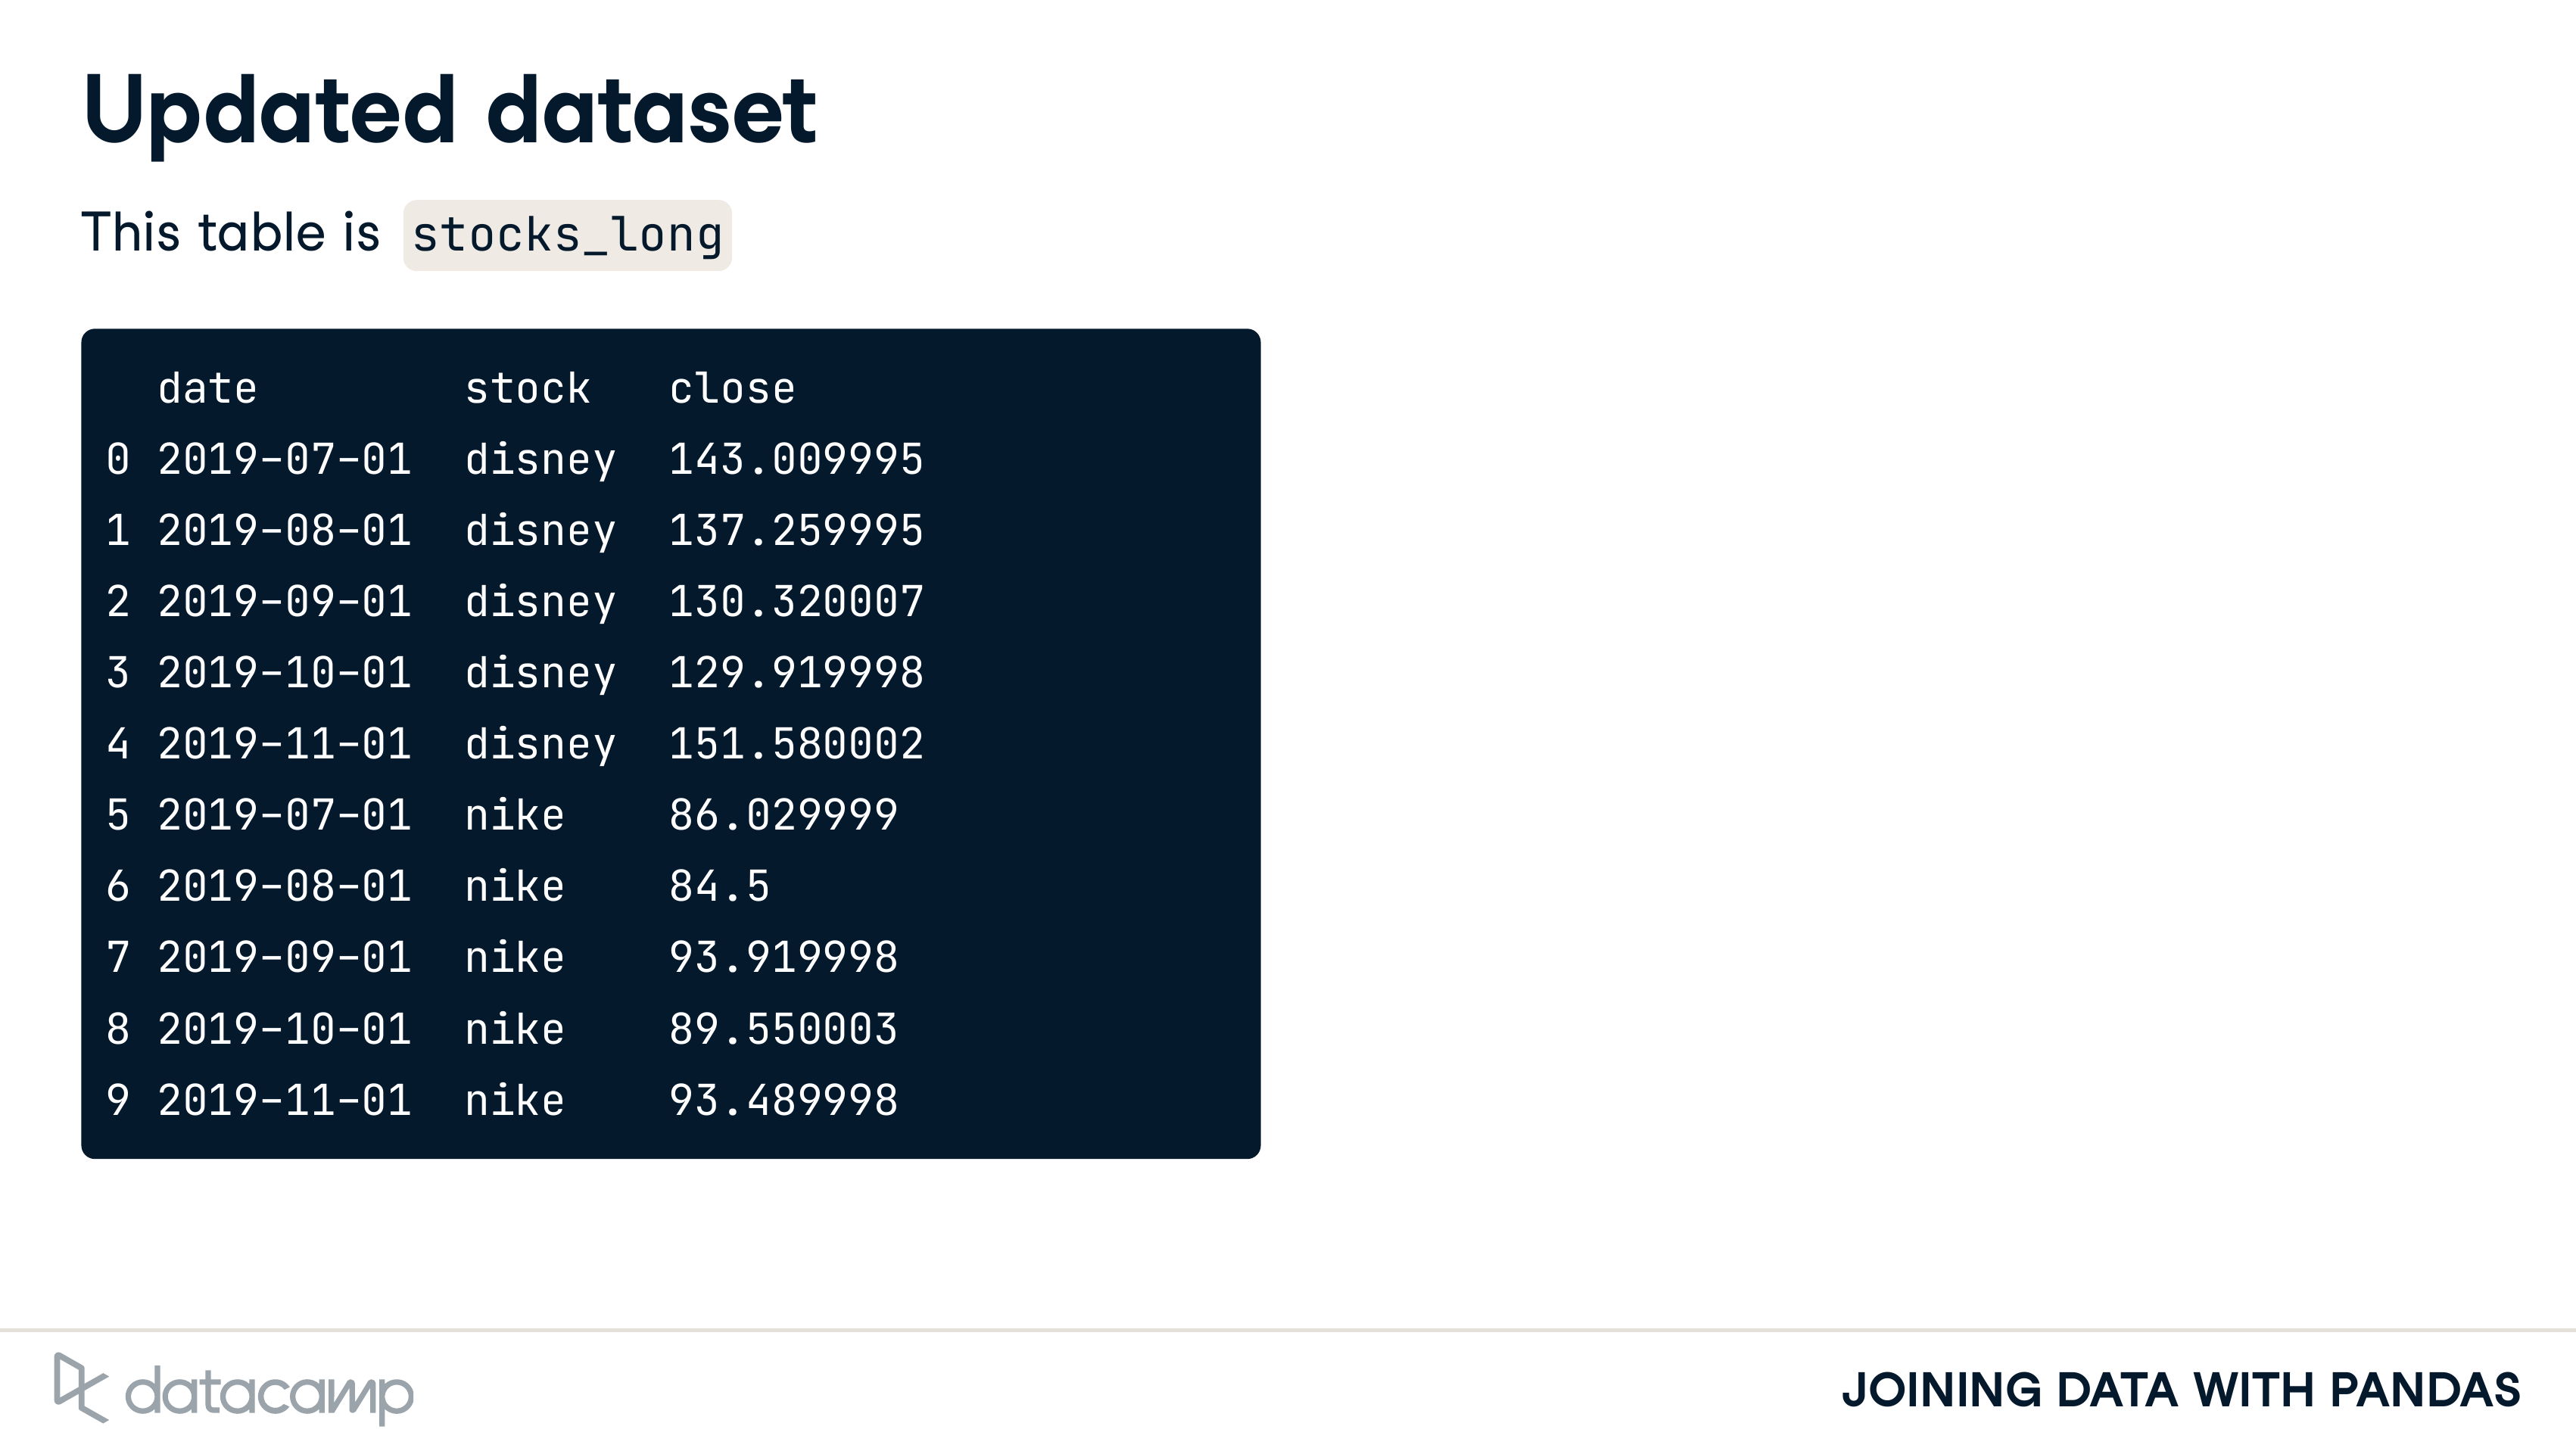 Updated dataset
This table is stocks_long
date stock close
0 2019-07-01 disney 143.009995
1 2019-08-01 disney 137.259995
2 2019-09-01 disney 130.320007
3 2019-10-01 disney 129.919998
4 2019-11-01 disney 151.580002
5 2019-07-01 nike 86.029999
6 2019-08-01 nike 84.5
7 2019-09-01 nike 93.919998
8 2019-10-01 nike 89.550003
9 2019-11-01 nike 93.489998
datacamp
JOINING DATA WITH PANDAS